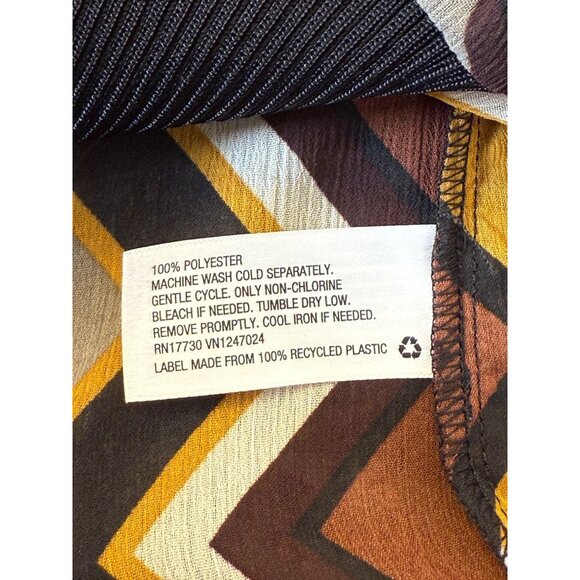 100% POLYESTER
MACHINE WASH COLD SEPARATELY.
GENTLE CYCLE. ONLY NON-CHLORINE
BLEACH IF NEEDED. TUMBLE DRY LOW.
REMOVE PROMPTLY. COOL IRON IF NEEDED.
RN17730 VN1247024
LABEL MADE FROM 100% RECYCLED PLASTIC